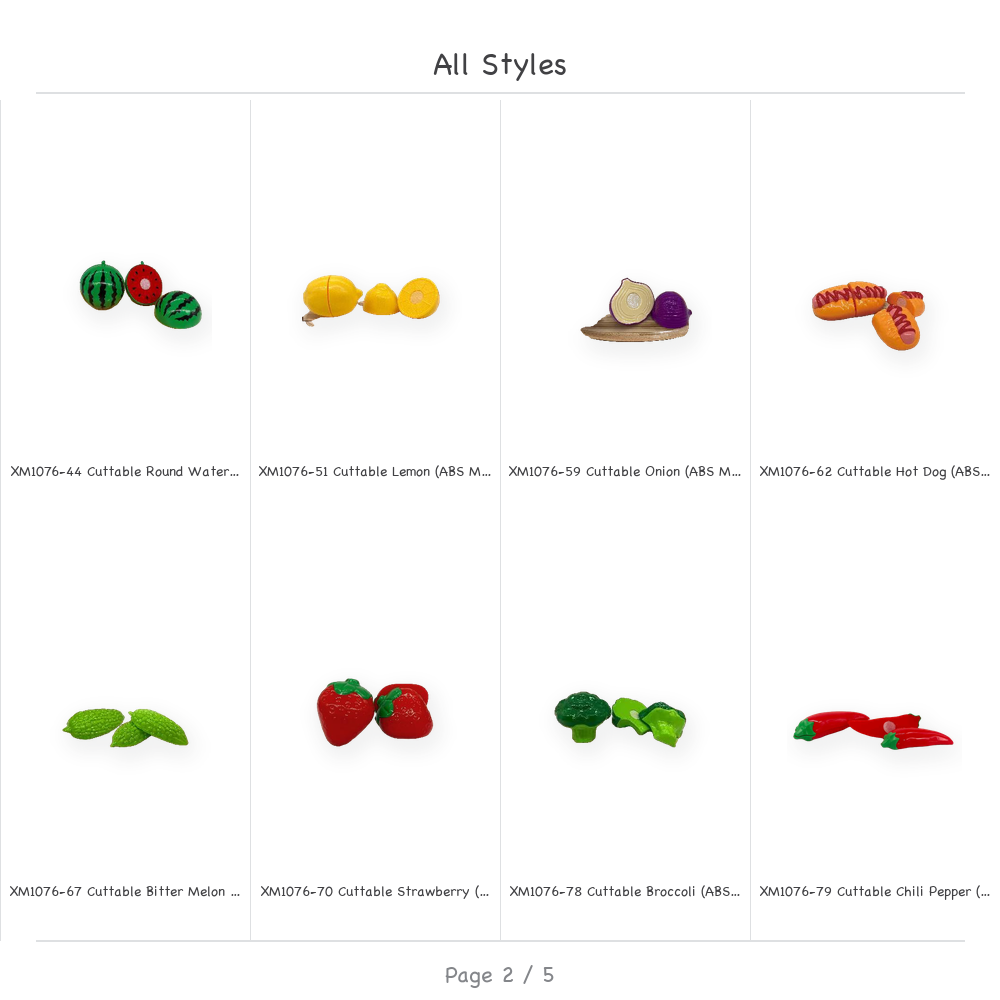 All Styles
XM1076-44 Cuttable Round Water...
XM1076-51 Cuttable Lemon (ABS M...
XM1076-59 Cuttable Onion (ABS M...
XM1076-62 Cuttable Hot Dog (ABS...
XM1076-67 Cuttable Bitter Melon ...
XM1076-70 Cuttable Strawberry (...
XM1076-78 Cuttable Broccoli (ABS...
XM1076-79 Cuttable Chili Pepper (...
Page 2 / 5